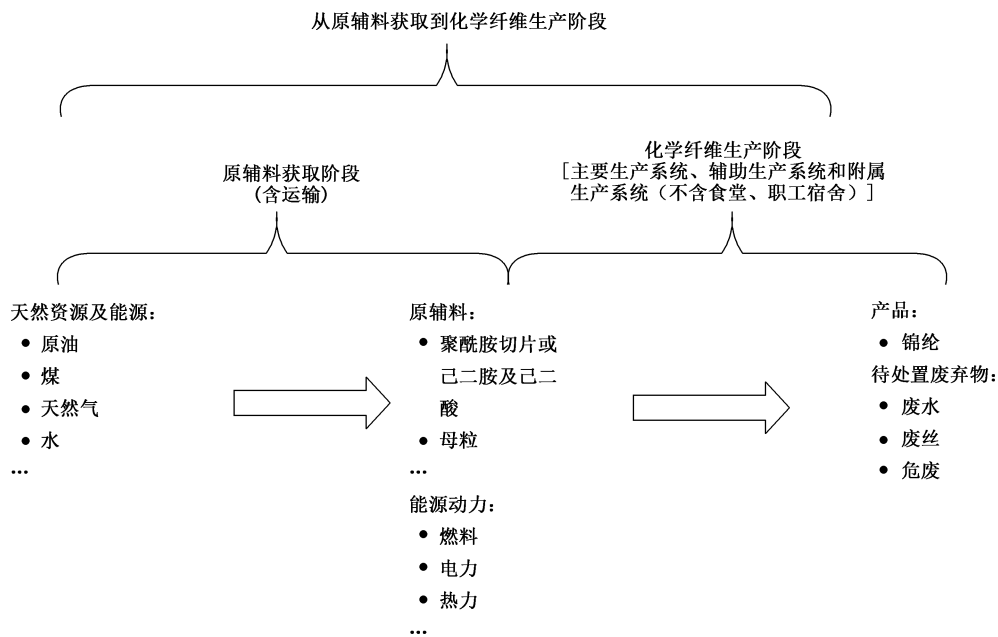 从原辅料获取到化学纤维生产阶段
原辅料获取阶段
(含运输)
化学纤维生产阶段
[主要生产系统、辅助生产系统和附属
生产系统（不含食堂、职工宿舍）]
天然资源及能源：
• 原油
• 煤
• 天然气
• 水
…
原辅料：
• 聚酰胺切片或
己二胺及己二
酸
• 母粒
…
能源动力：
• 燃料
• 电力
• 热力
…
产品：
• 锦纶
待处置废弃物：
• 废水
• 废丝
• 危废